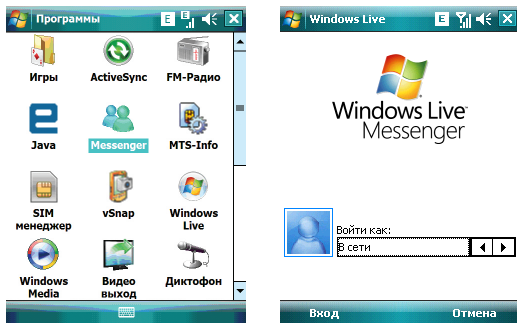 Программы
E
E
Игры
ActiveSync
FM-Радио
Java
Messenger
MTS-Info
SIM
менеджер
vSnap
Windows
Live
Windows
Media
Видео
выход
Диктофон
Windows Live
E
Windows Live™
Messenger
Войти как:
В сети
Вход
Отмена